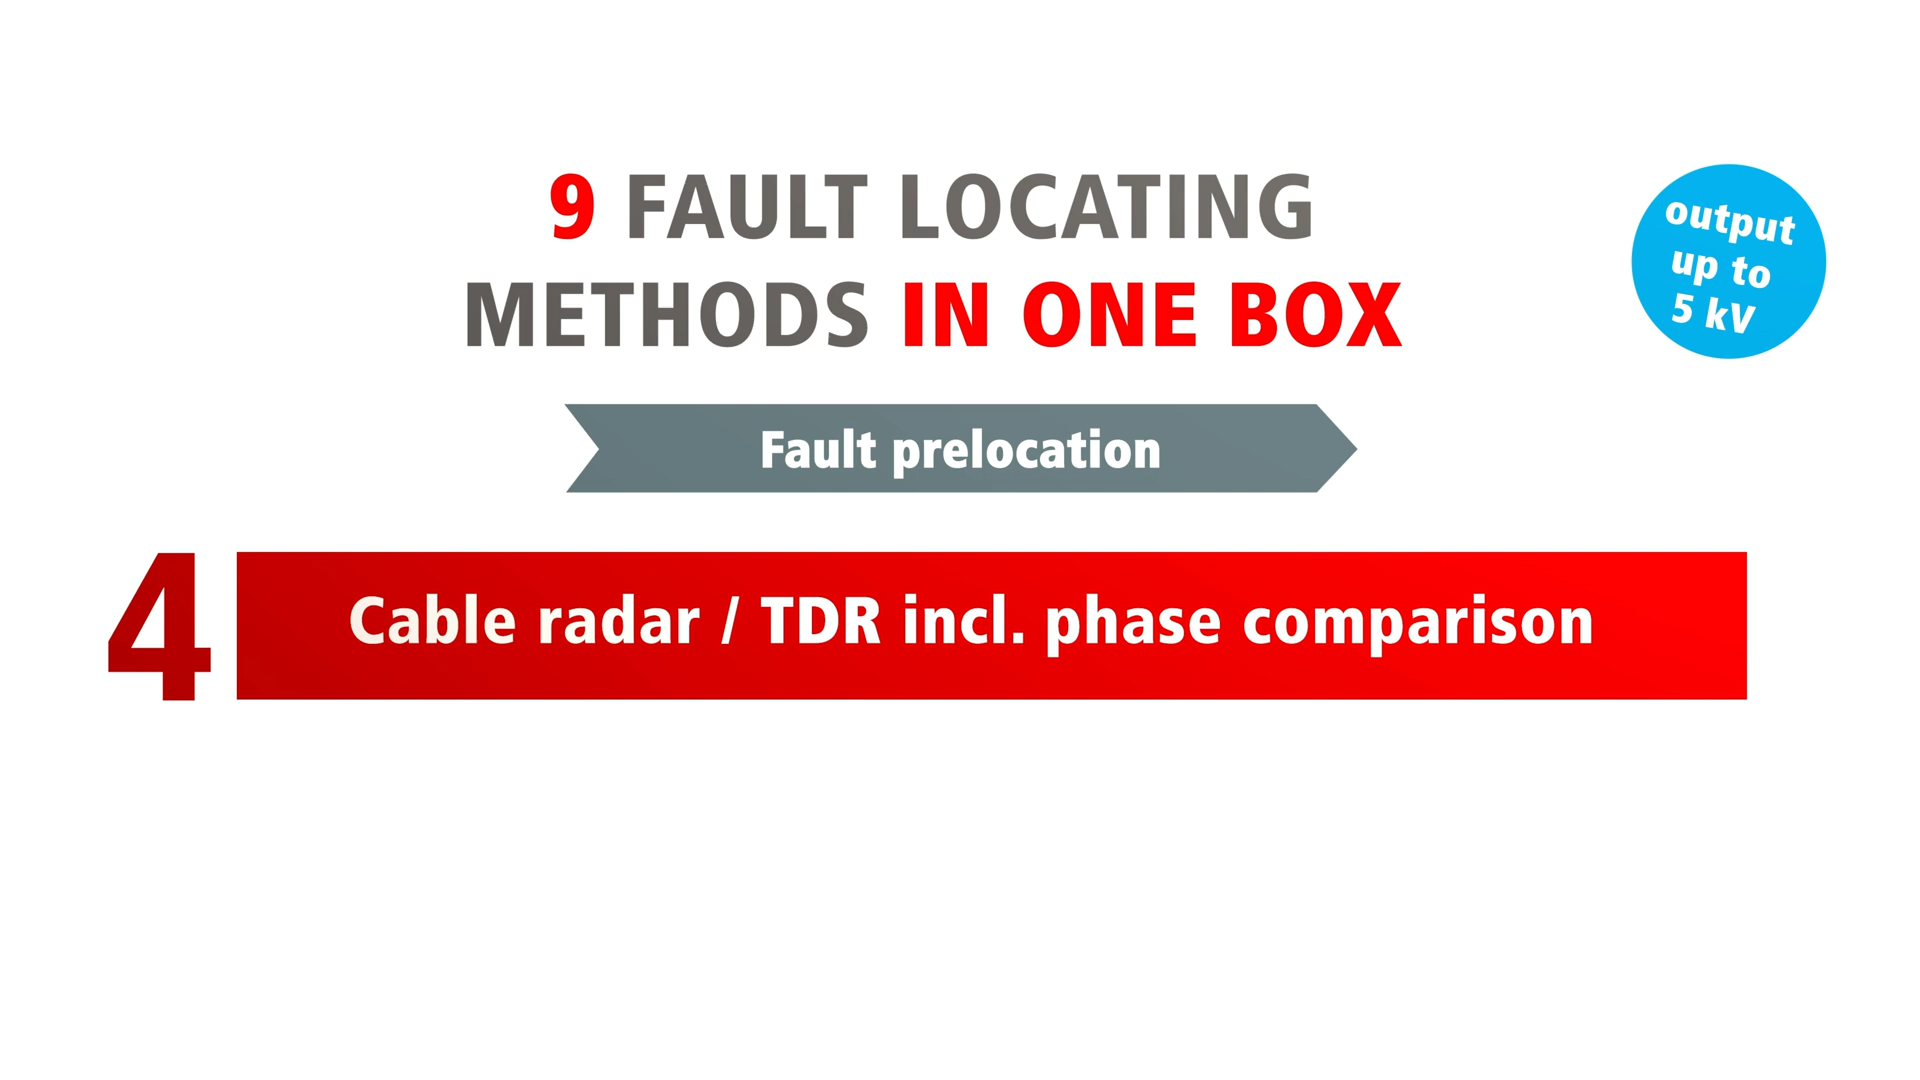 9 FAULT LOCATING
METHODS IN ONE BOX
output
up to
5 kV
Fault prelocation
4 Cable radar / TDR incl. phase comparison